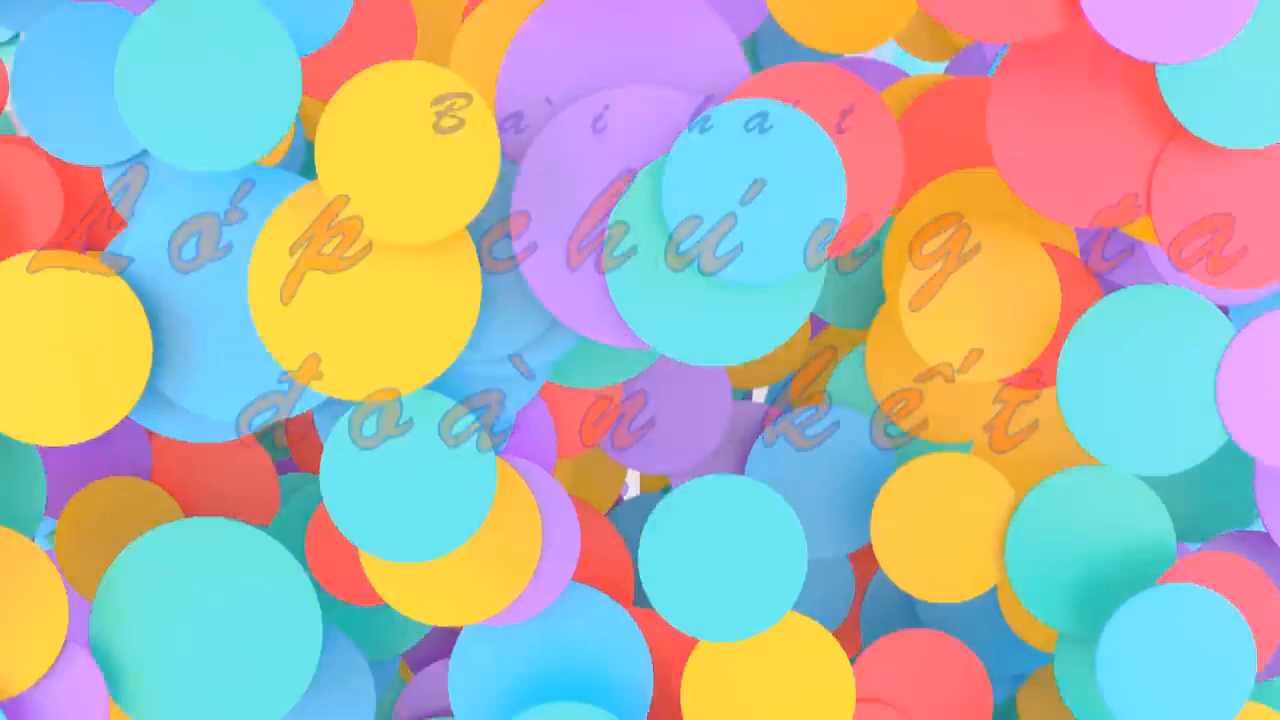 Bài hát
Lớp chúng ta
đoàn kết